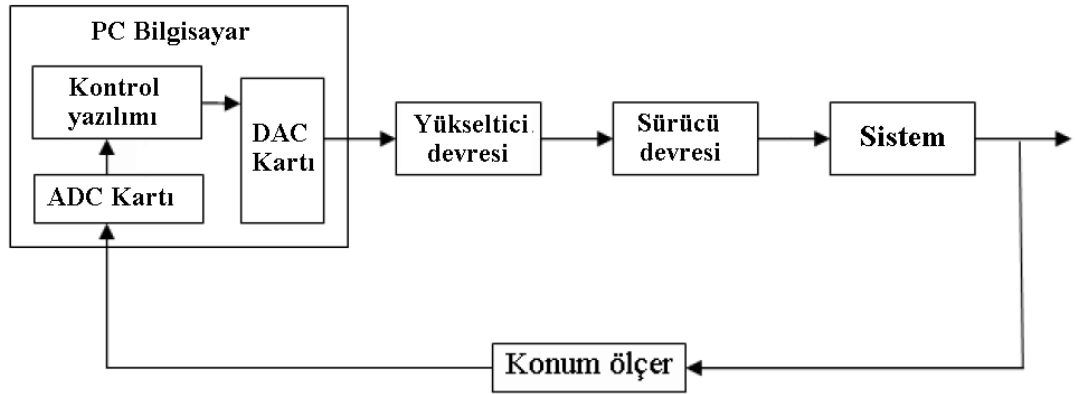 PC Bilgisayar
Kontrol
yazılımı
DAC
Kartı
ADC Kartı
Yükseltici
devresi
Sürücü
devresi
Sistem
Konum ölçer